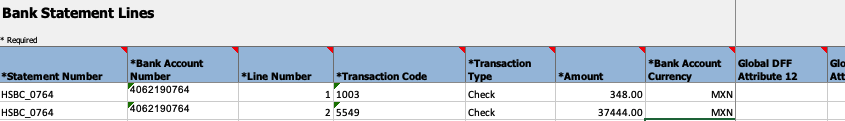 Bank Statement Lines
* Required
*Statement Number *Bank Account Number *Line Number *Transaction Code *Transaction Type *Amount *Bank Account Currency Global DFF Attribute 12 Glo Att
HSBC_0764 4062190764 1 1003 Check 348.00 MXN
HSBC_0764 4062190764 2 5549 Check 37444.00 MXN